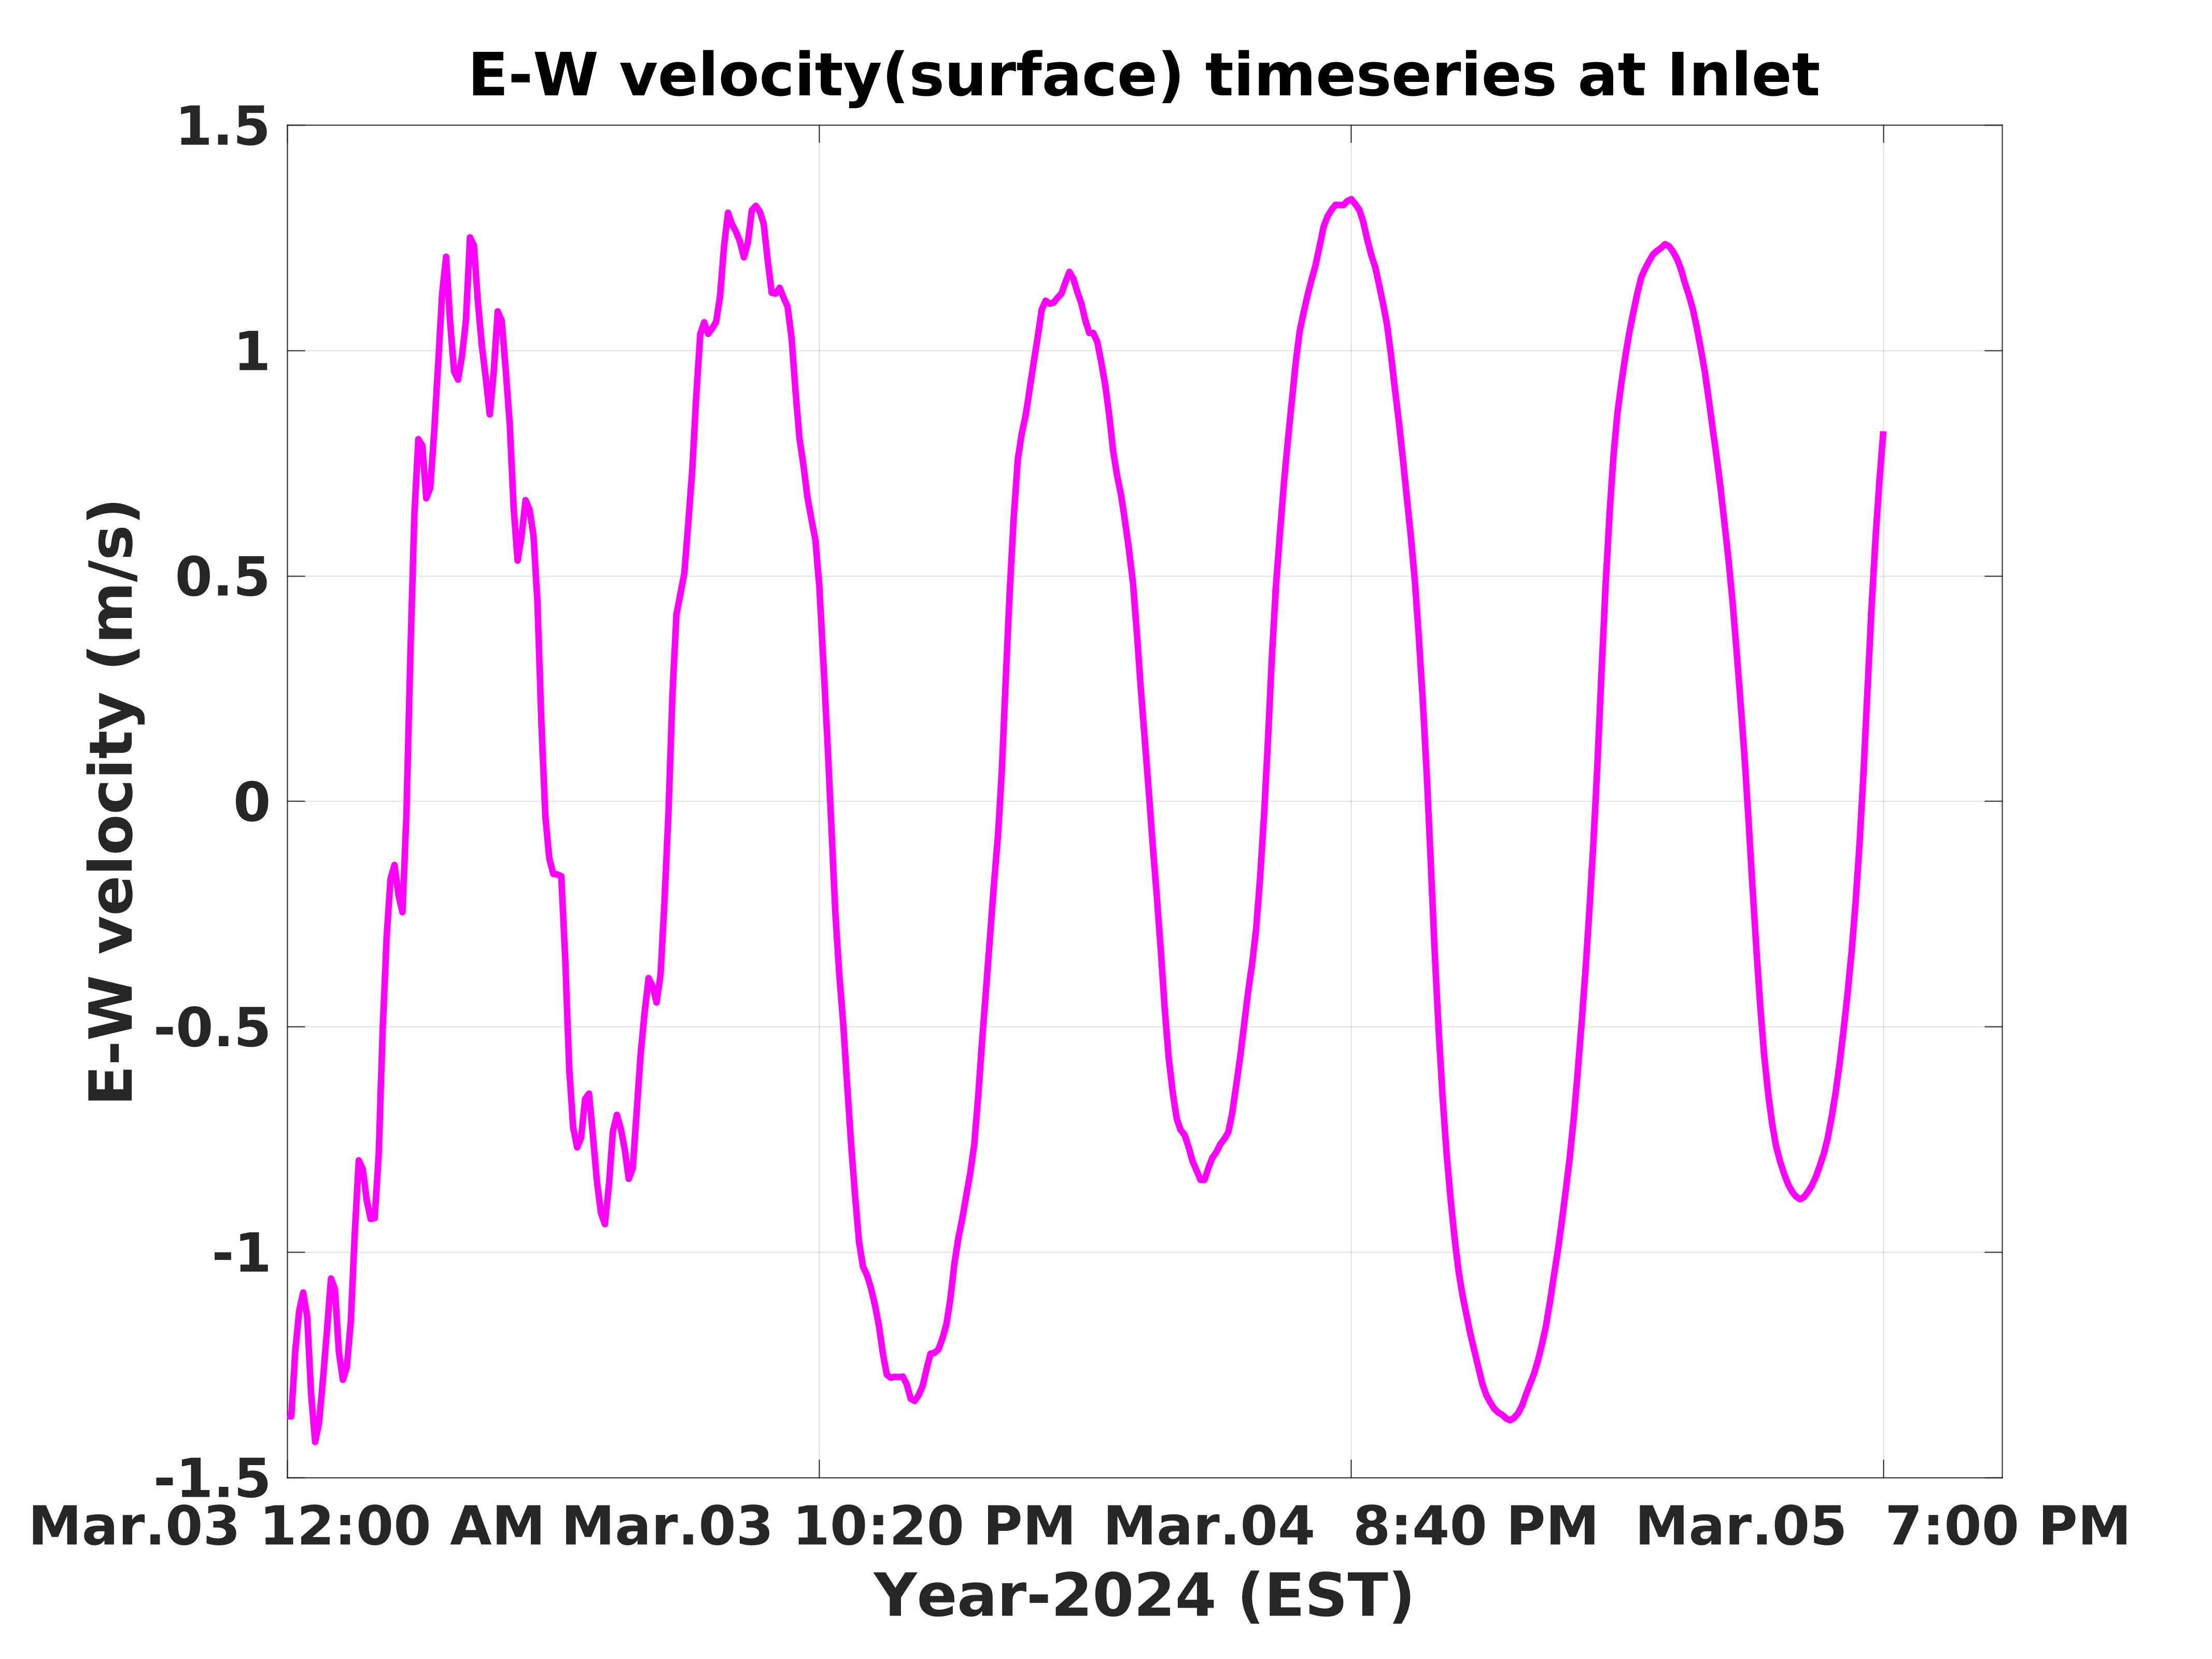 E-W velocity(surface) timeseries at Inlet
E-W velocity (m/s)
1.5
1
0.5
0
-0.5
-1
-1.5
Mar.03 12:00 AM Mar.03 10:20 PM Mar.04 8:40 PM Mar.05 7:00 PM
Year-2024 (EST)